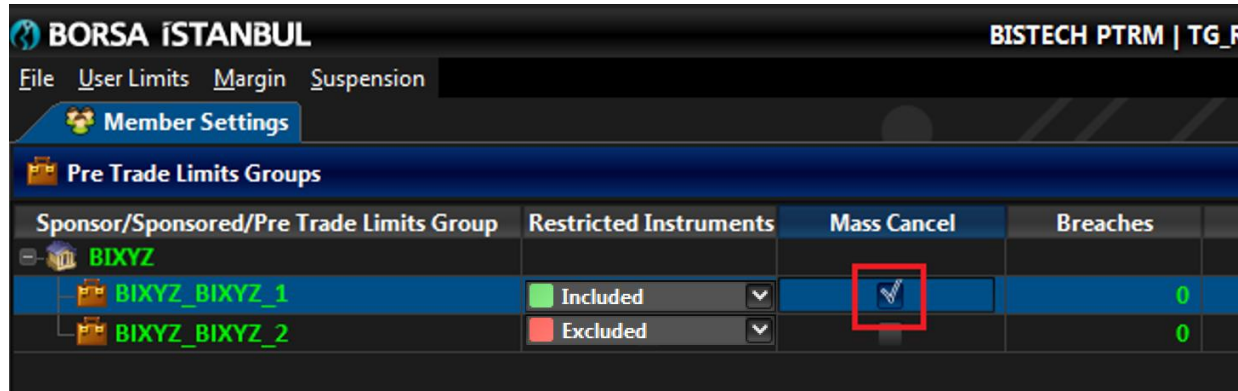 BORSA İSTANBUL BISTECH PTRM | TG_R
File User Limits Margin Suspension
Member Settings
Pre Trade Limits Groups
Sponsor/Sponsored/Pre Trade Limits Group Restricted Instruments Mass Cancel Breaches
BIXYZ
BIXYZ_BIXYZ_1 Included 0
BIXYZ_BIXYZ_2 Excluded 0